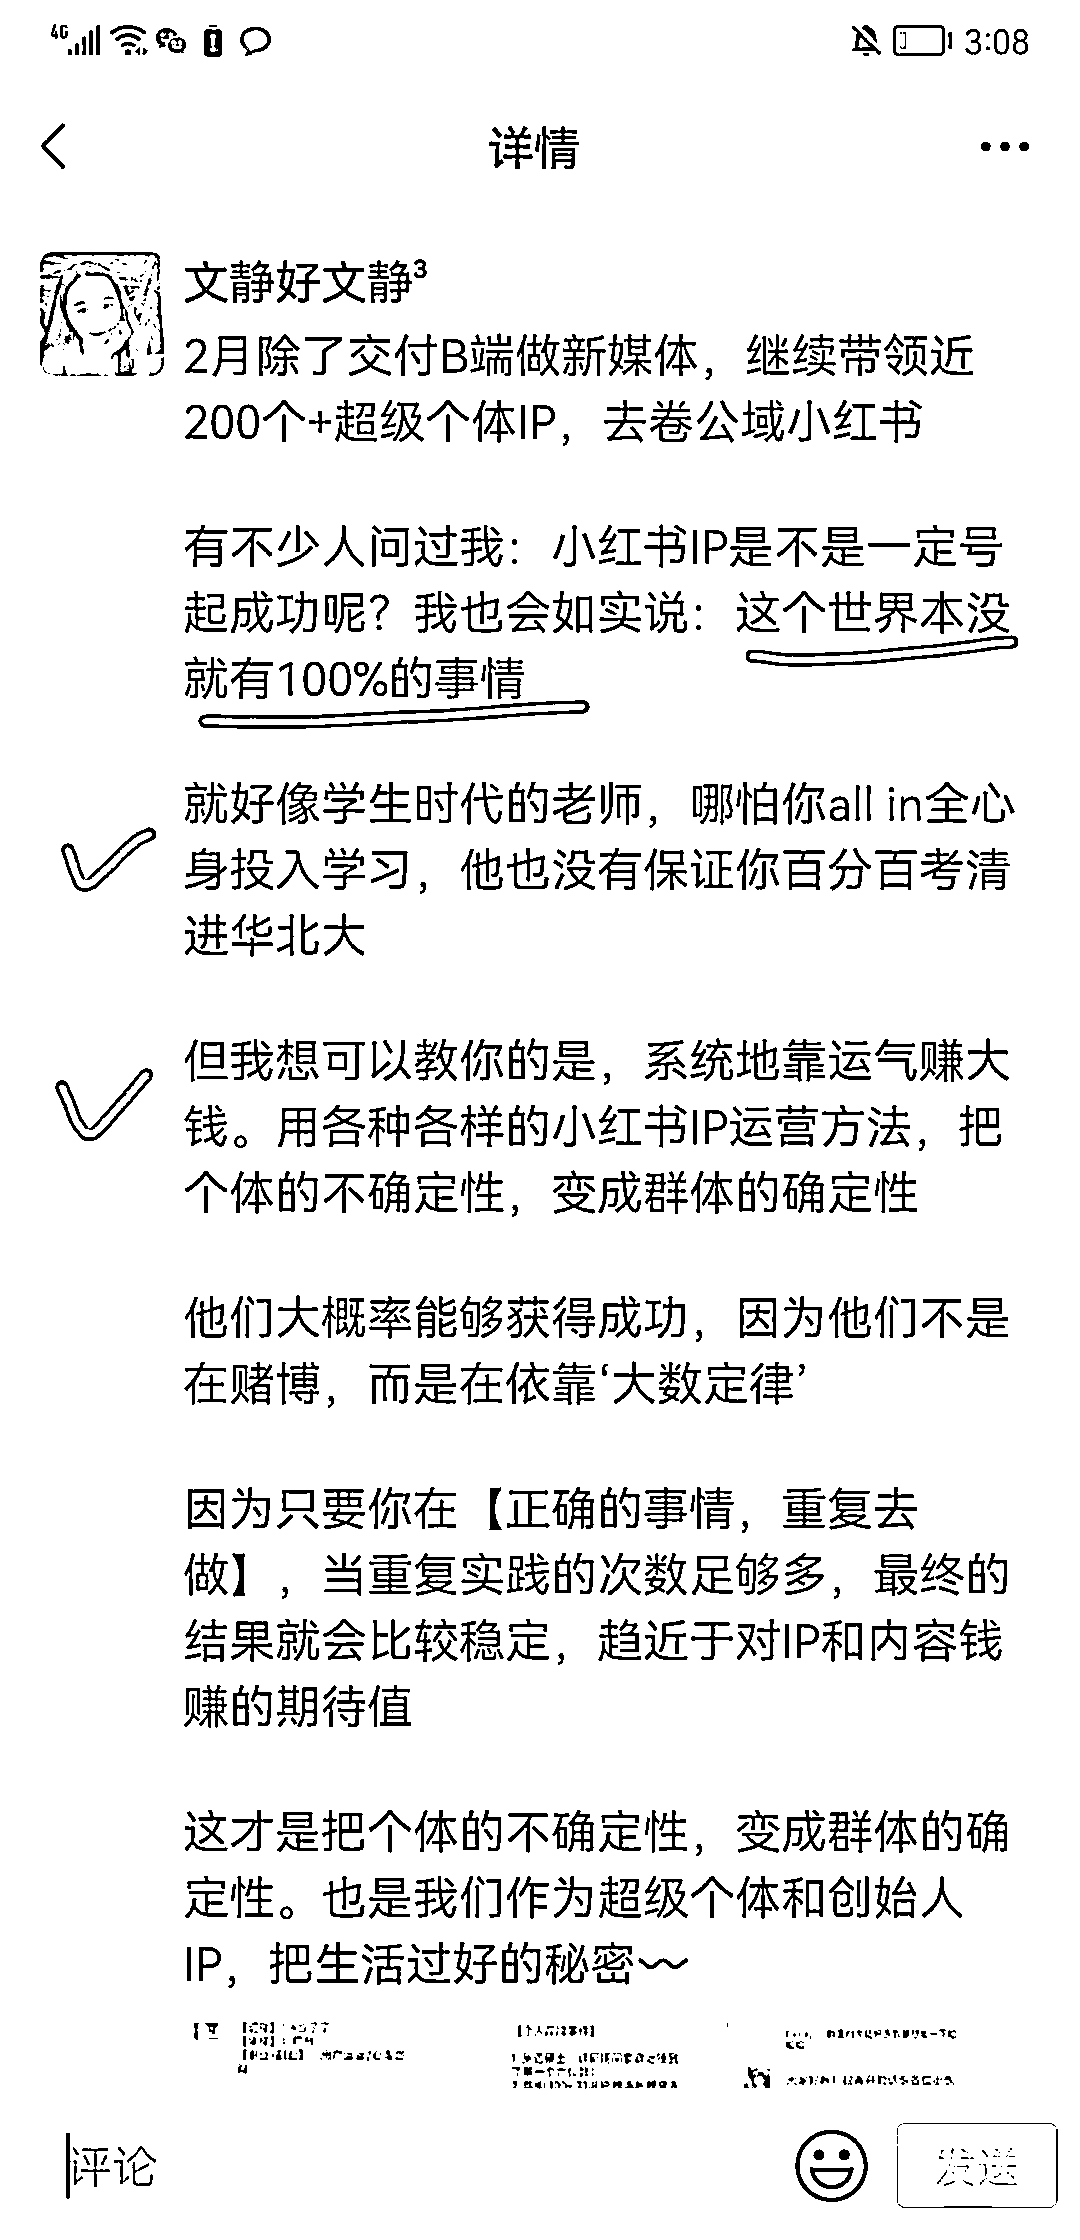 4G 3:08
详情
文静好文静³
2月除了交付B端做新媒体，继续带领近
200个+超级个体IP，去卷公域小红书
有不少人问过我：小红书IP是不是一定号
起成功呢？我也会如实说：这个世界本没
就有100%的事情
就好像学生时代的老师，哪怕你all in全心
身投入学习，他也没有保证你百分百考清
进华北大
但我想可以教你的是，系统地靠运气赚大
钱。用各种各样的小红书IP运营方法，把
个体的不确定性，变成群体的确定性
他们大概率能够获得成功，因为他们不是
在赌博，而是在依靠‘大数定律’
因为只要你在【正确的事情，重复去
做】，当重复实践的次数足够多，最终的
结果就会比较稳定，趋近于对IP和内容钱
赚的期待值
这才是把个体的不确定性，变成群体的确
定性。也是我们作为超级个体和创始人
IP，把生活过好的秘密〰
评论 发送